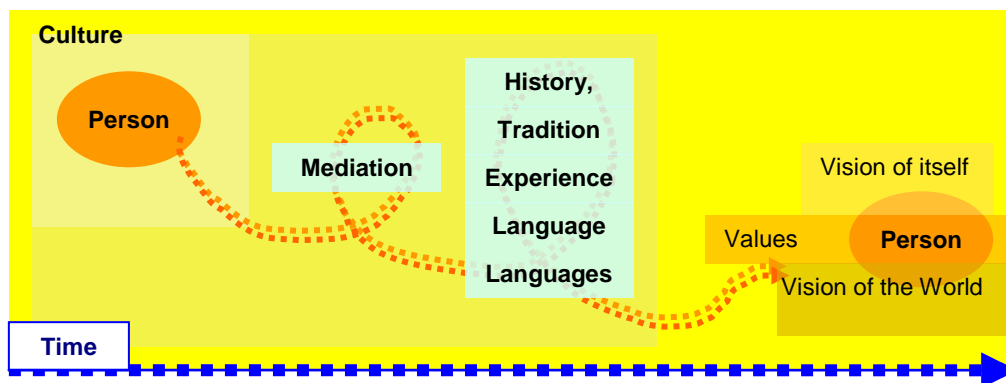 Culture
Person
Mediation
History,
Tradition
Experience
Language
Languages
Vision of itself
Values
Person
Vision of the World
Time